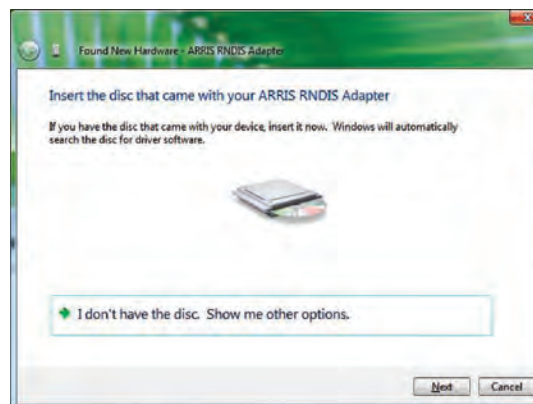 Found New Hardware - ARRIS RNDIS Adapter
Insert the disc that came with your ARRIS RNDIS Adapter
If you have the disc that came with your device, insert it now. Windows will automatically
search the disc for driver software.
I don't have the disc. Show me other options.
Next Cancel